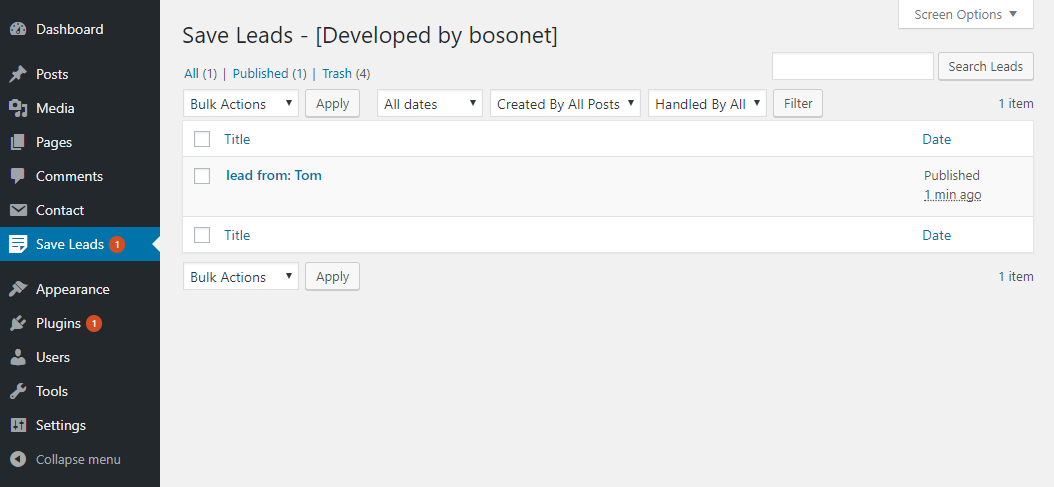 Dashboard
Posts
Media
Pages
Comments
Contact
Save Leads 1
Appearance
Plugins 1
Users
Tools
Settings
Collapse menu
Screen Options
Save Leads - [Developed by bosonet]
All (1) | Published (1) | Trash (4)
Search Leads
Bulk Actions Apply All dates Created By All Posts Handled By All Filter 1 item
Title Date
lead from: Tom Published
1 min ago
Title Date
Bulk Actions Apply 1 item